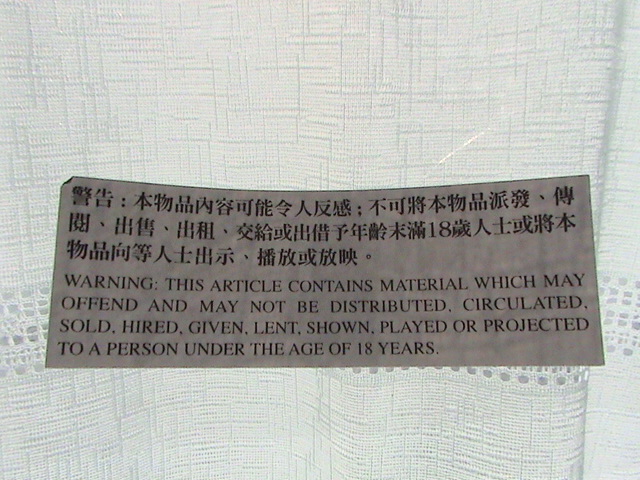 警告：本物品內容可能令人反感；不可將本物品派發、傳
閱、出售、出租、交給或出借予年齡未滿18歲人士或將本
物品向等人士出示、播放或放映。
WARNING: THIS ARTICLE CONTAINS MATERIAL WHICH MAY
OFFEND AND MAY NOT BE DISTRIBUTED, CIRCULATED,
SOLD, HIRED, GIVEN, LENT, SHOWN, PLAYED OR PROJECTED
TO A PERSON UNDER THE AGE OF 18 YEARS.